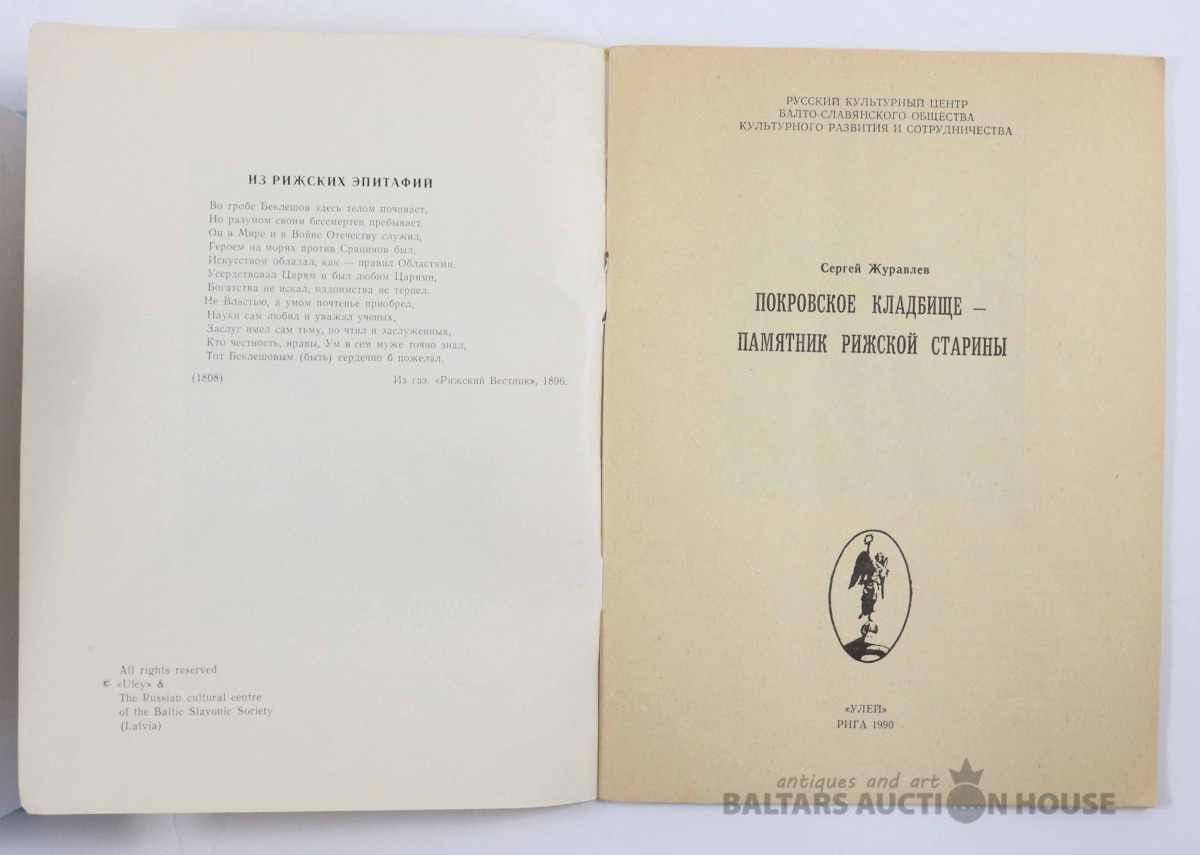 ИЗ РИЖСКИХ ЭПИТАФИЙ
Во гробе Беклешов здесь телом почивает,
Но разумом своим бессмертен пребывает.
Он в Мире и в Войне Отечеству служил,
Героем на морях против Срацинов был,
Искусством обладал, как — правил Областями.
Усердствовал Царям и был любим Царями,
Богатства не искал, мздоимства не терпел.
Не Властью, а умом почтенье приобрел,
Науки сам любил и уважал ученых,
Заслуг имел сам тьму, но чтил и заслуженных,
Кто честность, нравы, Ум в сем муже точно знал,
Тот Беклешовым (быть) сердечно б пожелал.
(1808) Из газ. «Рижский Вестник», 1896.
All rights reserved
© «Uley» &
The Russian cultural centre
of the Baltic Slavonic Society
(Latvia)
РУССКИЙ КУЛЬТУРНЫЙ ЦЕНТР
БАЛТО-СЛАВЯНСКОГО ОБЩЕСТВА
КУЛЬТУРНОГО РАЗВИТИЯ И СОТРУДНИЧЕСТВА
Сергей Журавлев
ПОКРОВСКОЕ КЛАДБИЩЕ —
ПАМЯТНИК РИЖСКОЙ СТАРИНЫ
«УЛЕЙ»
РИГА 1990
antiques and art
BALTARS AUCTION HOUSE